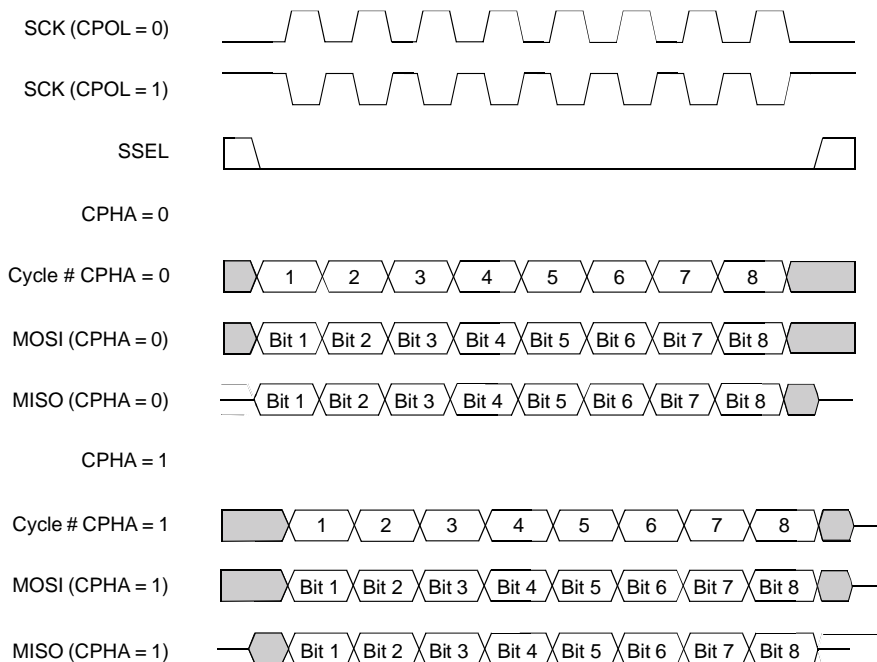 SCK (CPOL = 0)
SCK (CPOL = 1)
SSEL
CPHA = 0
Cycle # CPHA = 0 1 2 3 4 5 6 7 8
MOSI (CPHA = 0) Bit 1 Bit 2 Bit 3 Bit 4 Bit 5 Bit 6 Bit 7 Bit 8
MISO (CPHA = 0) Bit 1 Bit 2 Bit 3 Bit 4 Bit 5 Bit 6 Bit 7 Bit 8
CPHA = 1
Cycle # CPHA = 1 1 2 3 4 5 6 7 8
MOSI (CPHA = 1) Bit 1 Bit 2 Bit 3 Bit 4 Bit 5 Bit 6 Bit 7 Bit 8
MISO (CPHA = 1) Bit 1 Bit 2 Bit 3 Bit 4 Bit 5 Bit 6 Bit 7 Bit 8